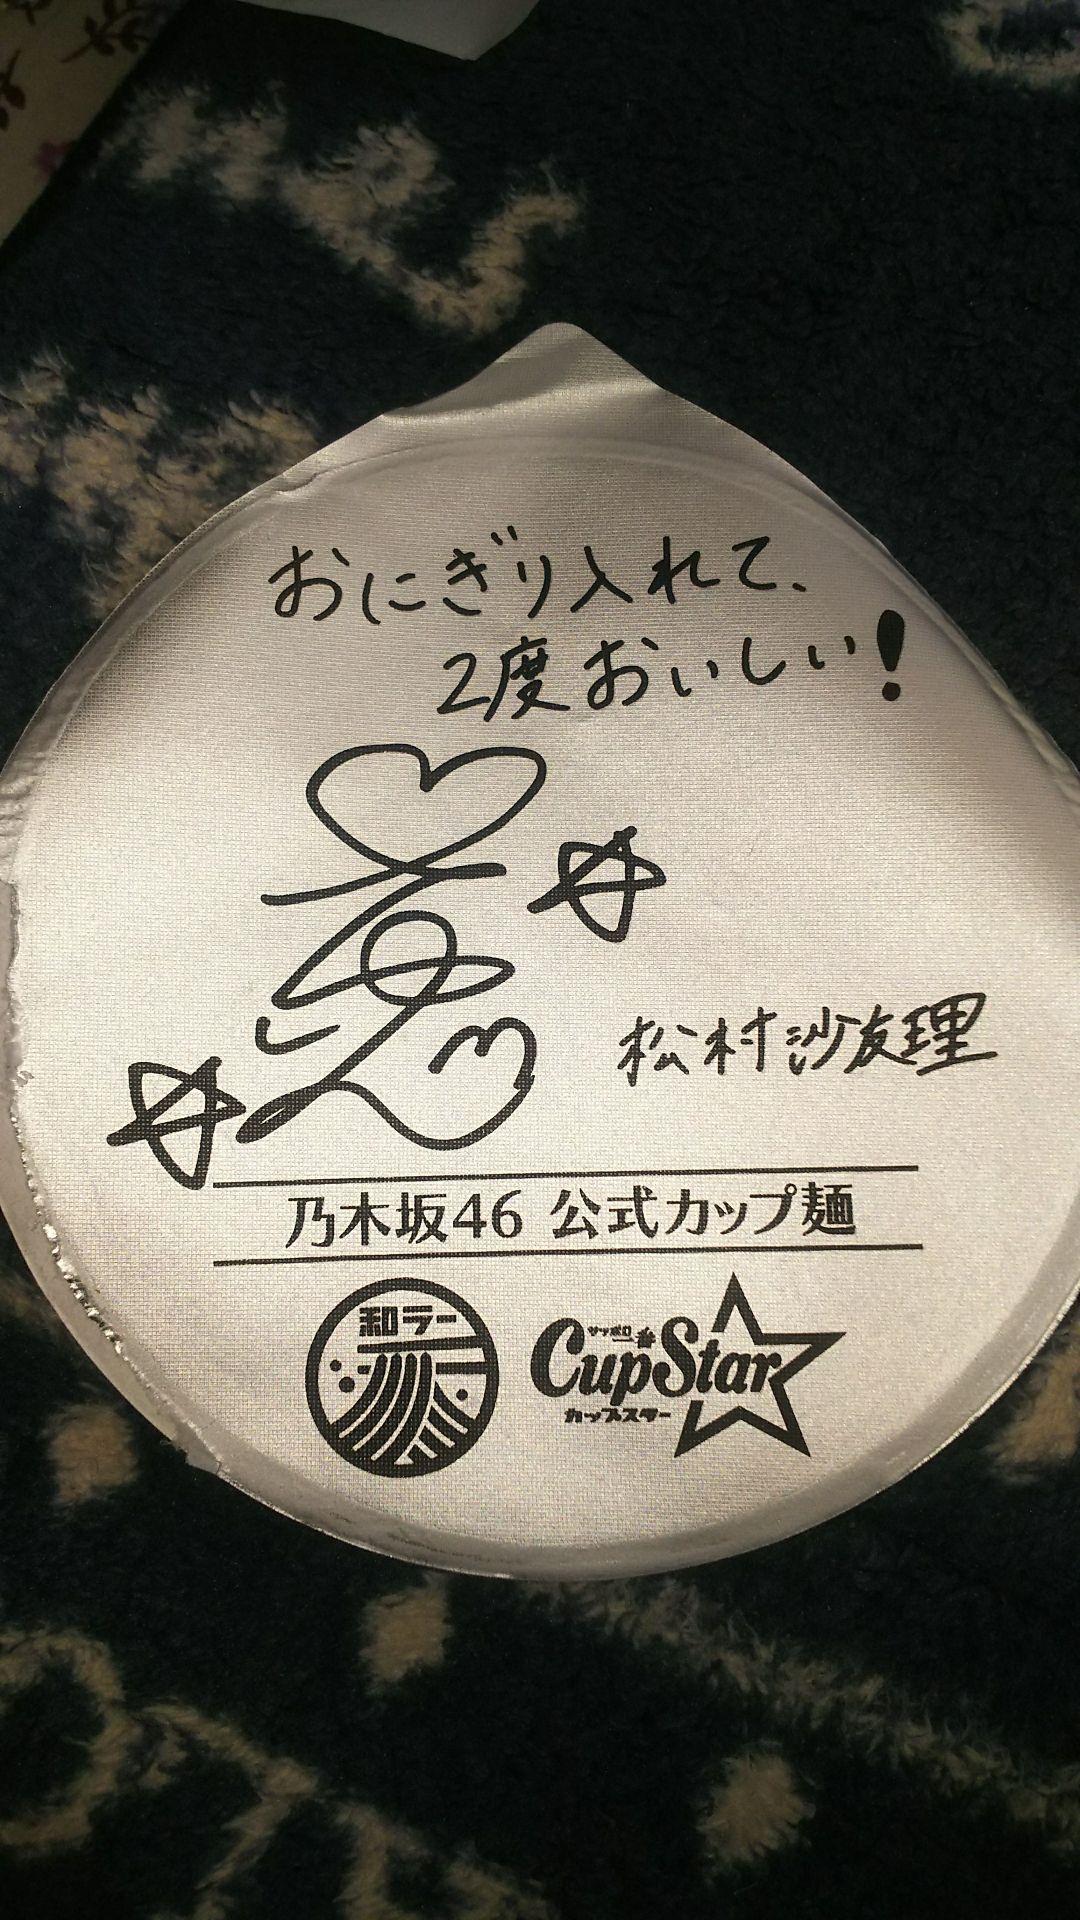 おにぎり入れて、
2度おいしい!
松村沙友理
乃木坂46 公式カップ麺
和ラー
サッポロ一番
CupStar
カップスター